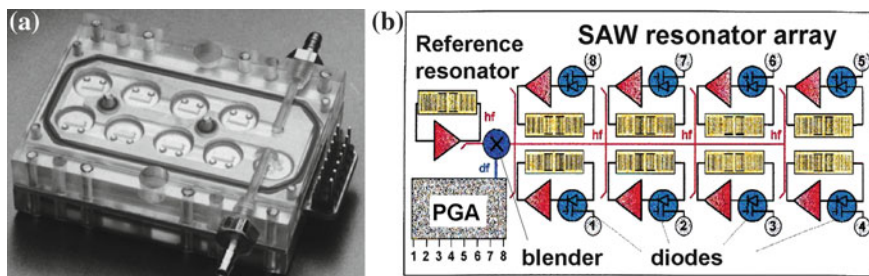 (a)
(b)
Reference resonator
SAW resonator array
8
7
6
5
hf
hf
hf
hf
df
PGA
1
2
3
4
1 2 3 4 5 6 7 8
blender
diodes